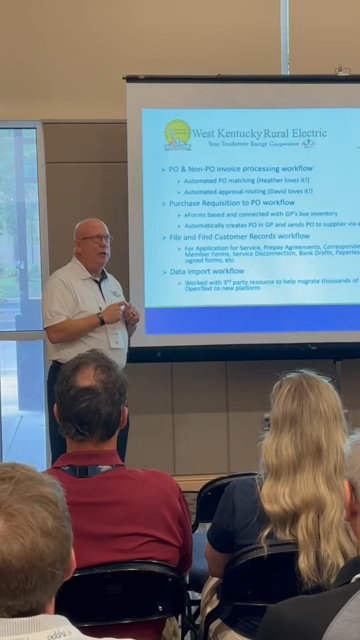 West Kentucky Rural Electric
Your Touchstone Energy Cooperative
PO & Non-PO invoice processing workflow
Automated PO matching (Heather loves it!)
Automated approval routing (David loves it!)
Purchase Requisition to PO workflow
eForms based and connected with GP's live inventory
Automatically creates PO in GP and sends PO to supplier via
File and Find Customer Records workflow
For Application for Service, Prepay Agreements, Corresponde
Member Forms, Service Disconnection, Bank Drafts, Paperless
signed forms, etc.
Data import workflow
Worked with 3rd party resource to help migrate thousands of
OpenText to new platform